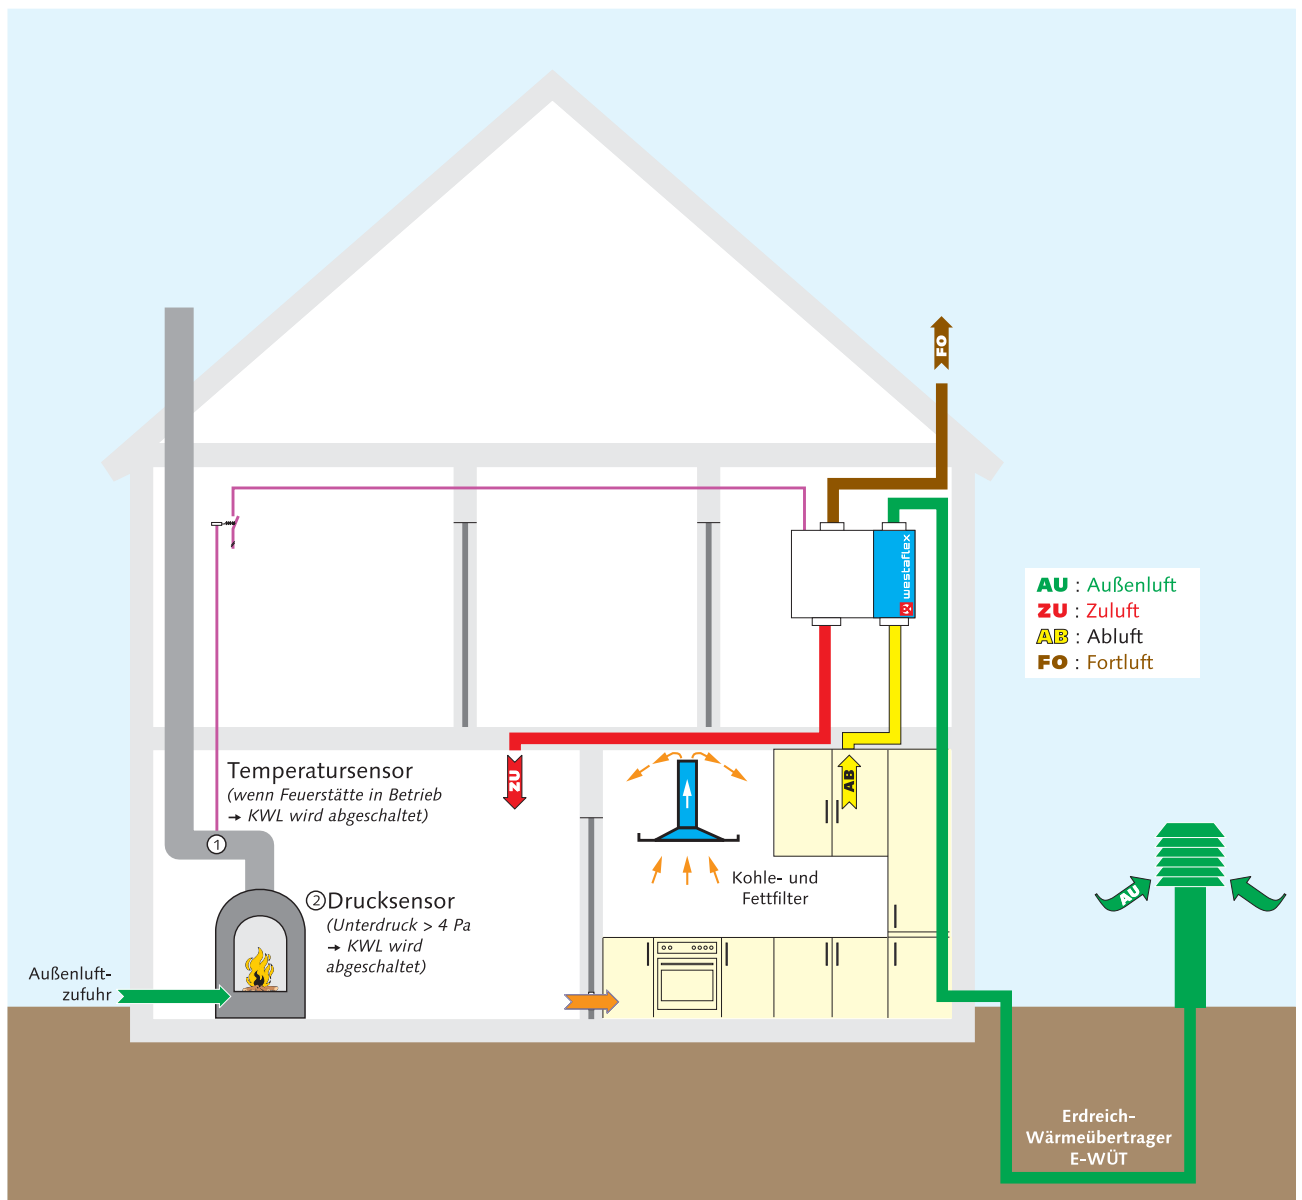 FO
westaflex
AU : Außenluft
ZU : Zuluft
AB : Abluft
FO : Fortluft
ZU
AB
Temperatursensor
(wenn Feuerstätte in Betrieb
→ KWL wird abgeschaltet)
1
Kohle- und
Fettfilter
2 Drucksensor
(Unterdruck > 4 Pa
→ KWL wird
abgeschaltet)
AU
Außenluft-
zufuhr
Erdreich-
Wärmeübertrager
E-WÜT